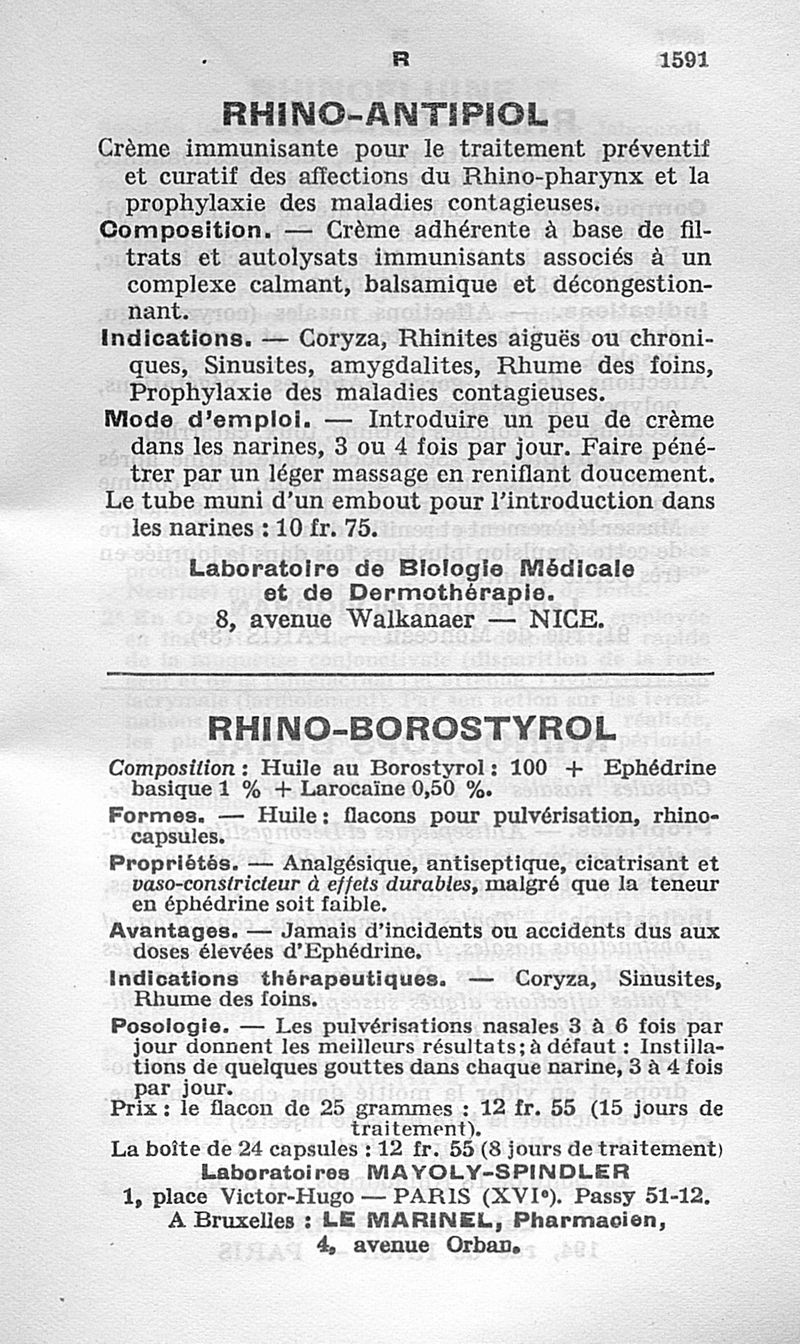 R
1591
RHINO-ANTIPIOL
Crème immunisante pour le traitement préventif
et curatif des affections du Rhino-pharynx et la
prophylaxie des maladies contagieuses.
Composition. — Crème adhérente à base de fil-
trats et autolysats immunisants associés à un
complexe calmant, balsamique et décongestion-
nant.
Indications. — Coryza, Rhinites aiguës ou chroni-
ques, Sinusites, amygdalites, Rhume des foins,
Prophylaxie des maladies contagieuses.
Mode d'emploi. — Introduire un peu de crème
dans les narines, 3 ou 4 fois par jour. Faire péné-
trer par un léger massage en reniflant doucement.
Le tube muni d'un embout pour l'introduction dans
les narines : 10 fr. 75.
Laboratoire de Biologie Médicale
et de Dermothérapie.
8, avenue Walkanaer — NICE.
RHINO-BOROSTYROL
Composition : Huile au Borostyrol : 100 + Ephédrine
basique 1 % + Larocaïne 0,50 %.
Formes. — Huile : flacons pour pulvérisation, rhino-
capsules.
Propriétés. — Analgésique, antiseptique, cicatrisant et
vaso-constricteur à effets durables, malgré que la teneur
en éphédrine soit faible.
Avantages. — Jamais d'incidents ou accidents dus aux
doses élevées d'Ephédrine.
Indications thérapeutiques. — Coryza, Sinusites,
Rhume des foins.
Posologie. — Les pulvérisations nasales 3 à 6 fois par
jour donnent les meilleurs résultats; à défaut : Instilla-
tions de quelques gouttes dans chaque narine, 3 à 4 fois
par jour.
Prix : le flacon de 25 grammes : 12 fr. 55 (15 jours de
traitement).
La boîte de 24 capsules : 12 fr. 55 (8 jours de traitement)
Laboratoires MAYOLY-SPINDLER
1, place Victor-Hugo — PARIS (XVIe). Passy 51-12.
A Bruxelles : LE MARINEL, Pharmacien,
4, avenue Orban.